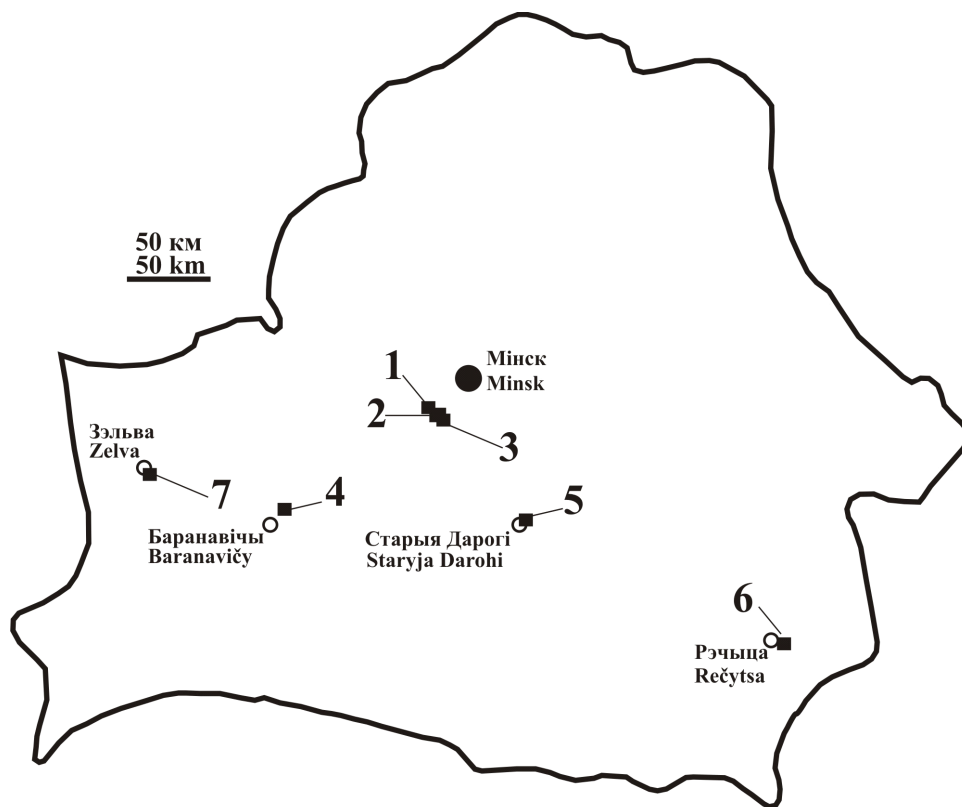 50 км
50 km
Мінск
Minsk
1
2
3
Зэльва
Zelva
7
4
5
Баранавічы
Baranavičy
Старыя Дарогі
Staryja Darohi
6
Рэчыца
Rečytsa